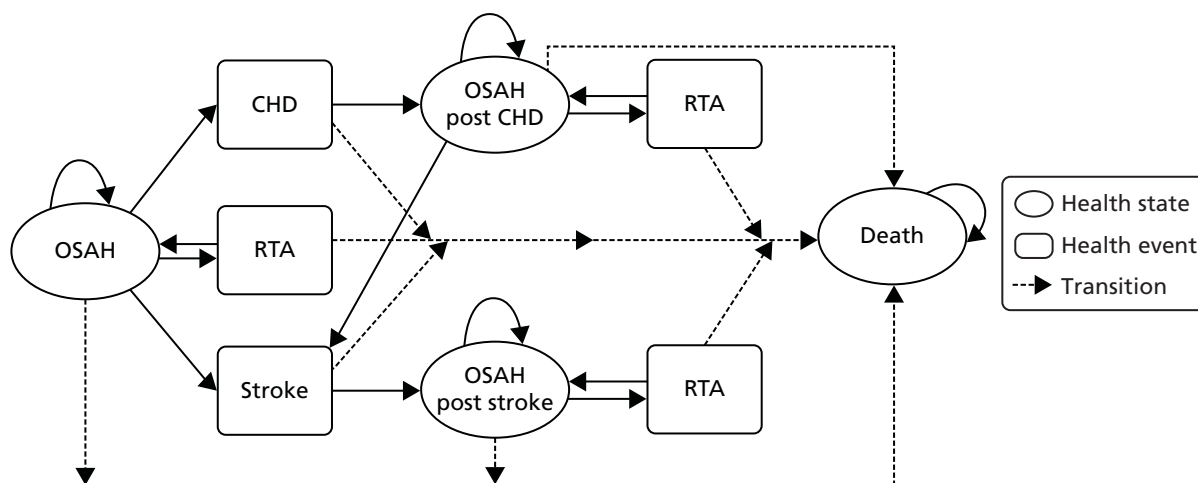 CHD
OSAH
post CHD
RTA
OSAH
RTA
Death
Health state
Health event
Transition
Stroke
OSAH
post stroke
RTA